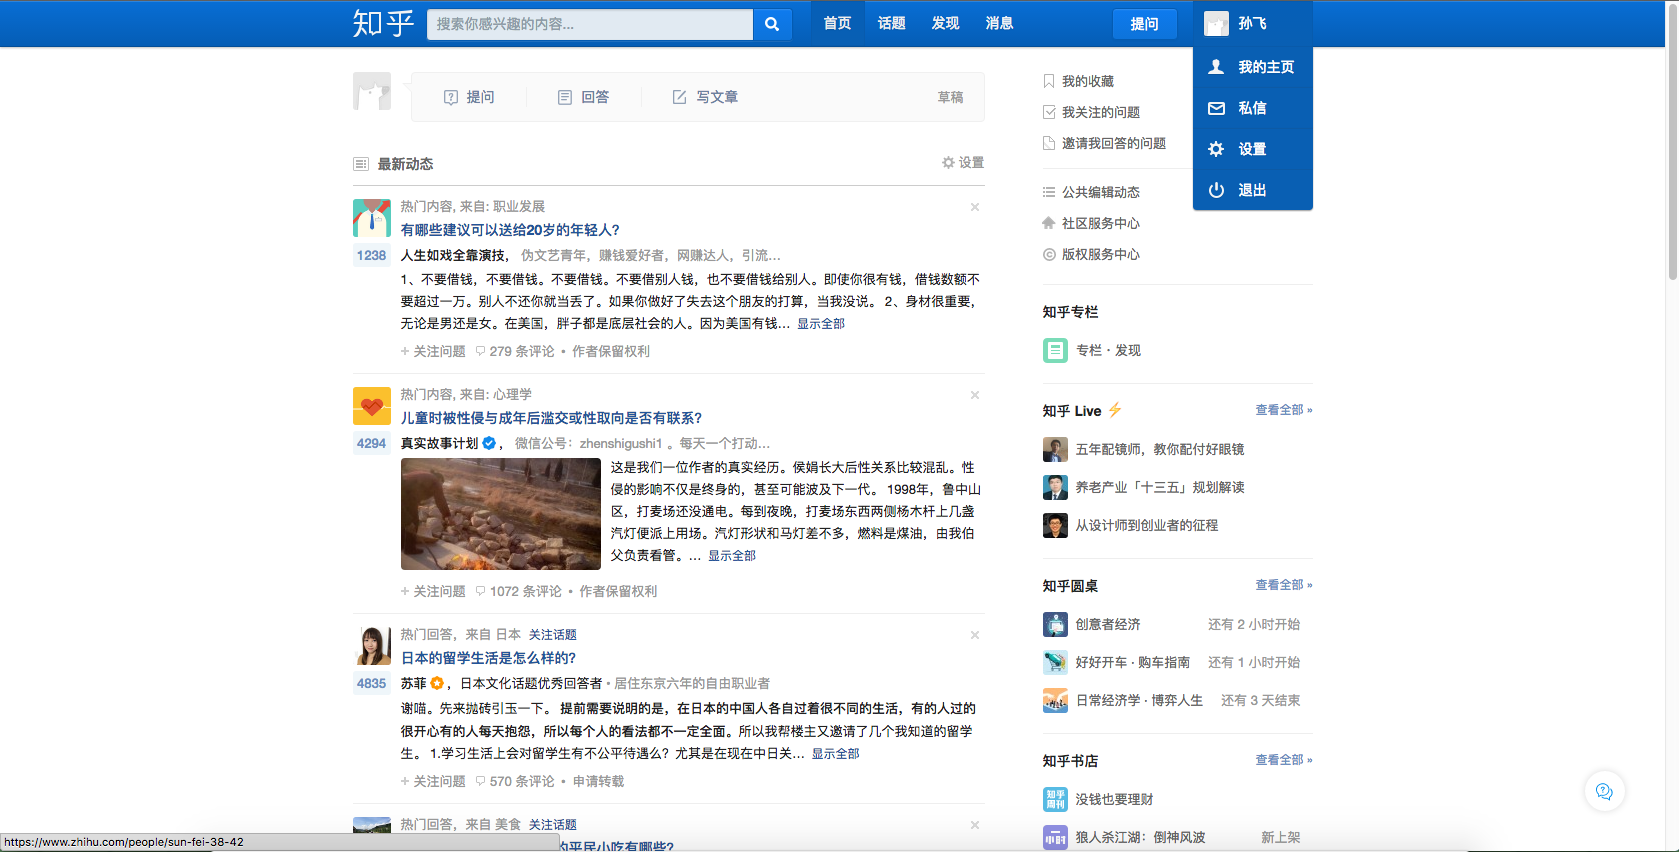 知乎 搜索你感兴趣的内容... 首页 话题 发现 消息 提问 孙飞
我的主页
私信
设置
退出
提问 回答 写文章 草稿
最新动态 设置
热门内容, 来自: 职业发展
有哪些建议可以送给20岁的年轻人?
1238 人生如戏全靠演技， 伪文艺青年，赚钱爱好者，网赚达人，引流...
1、不要借钱，不要借钱。不要借钱。不要借别人钱，也不要借钱给别人。即使你很有钱，借钱数额不
要超过一万。别人不还你就当丢了。如果你做好了失去这个朋友的打算，当我没说。 2、身材很重要，
无论是男还是女。在美国，胖子都是底层社会的人。因为美国有钱... 显示全部
+ 关注问题 279 条评论 • 作者保留权利
热门内容, 来自: 心理学
儿童时被性侵与成年后滥交或性取向是否有联系?
4294 真实故事计划 ， 微信公号：zhenshigushi1 。每天一个打动...
这是我们一位作者的真实经历。侯娟长大后性关系比较混乱。性
侵的影响不仅是终身的，甚至可能波及下一代。 1998年，鲁中山
区，打麦场还没通电。每到夜晚，打麦场东西两侧杨木杆上几盏
汽灯便派上用场。汽灯形状和马灯差不多，燃料是煤油，由我伯
父负责看管。... 显示全部
+ 关注问题 1072 条评论 • 作者保留权利
热门回答，来自 日本 关注话题
日本的留学生活是怎么样的?
4835 苏菲 ，日本文化话题优秀回答者 • 居住东京六年的自由职业者
谢喵。先来抛砖引玉一下。 提前需要说明的是，在日本的中国人各自过着很不同的生活，有的人过的
很开心有的人每天抱怨，所以每个人的看法都不一定全面。所以我帮楼主又邀请了几个我知道的留学
生。 1.学习生活上会对留学生有不公平待遇么？尤其是在现在中日关... 显示全部
+ 关注问题 570 条评论 • 申请转载
热门回答，来自 美食 关注话题
的平民小吃有哪些?
https://www.zhihu.com/people/sun-fei-38-42
我的收藏
我关注的问题
邀请我回答的问题
公共编辑动态
社区服务中心
版权服务中心
知乎专栏
专栏 · 发现
知乎 Live 查看全部 »
五年配镜师，教你配付好眼镜
养老产业「十三五」规划解读
从设计师到创业者的征程
知乎圆桌 查看全部 »
创意者经济 还有 2 小时开始
好好开车 · 购车指南 还有 1 小时开始
日常经济学 · 博弈人生 还有 3 天结束
知乎书店 查看全部 »
知乎
周刊 没钱也要理财
小时 狼人杀江湖：倒神风波 新上架